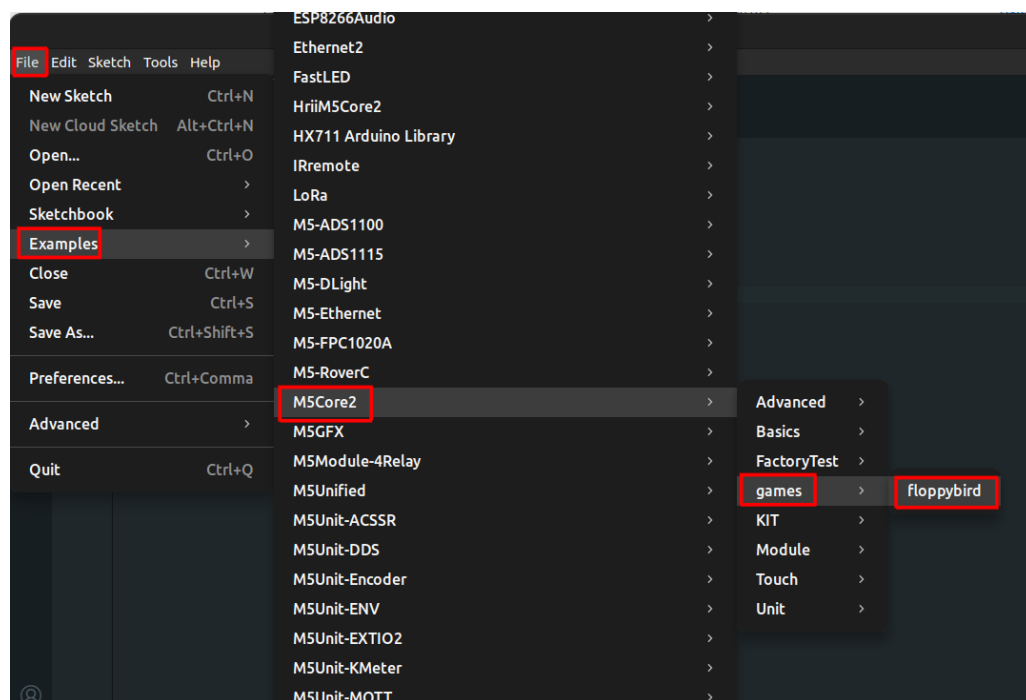 File Edit Sketch Tools Help
New Sketch Ctrl+N
New Cloud Sketch Alt+Ctrl+N
Open... Ctrl+O
Open Recent >
Sketchbook >
Examples >
Close Ctrl+W
Save Ctrl+S
Save As... Ctrl+Shift+S
Preferences... Ctrl+Comma
Advanced >
Quit Ctrl+Q
ESP8266Audio >
Ethernet2 >
FastLED >
HriiM5Core2 >
HX711 Arduino Library >
IRremote >
LoRa >
M5-ADS1100 >
M5-ADS1115 >
M5-DLight >
M5-Ethernet >
M5-FPC1020A >
M5-RoverC >
M5Core2 >
M5GFX >
M5Module-4Relay >
M5Unified >
M5Unit-ACSSR >
M5Unit-DDS >
M5Unit-Encoder >
M5Unit-ENV >
M5Unit-EXTIO2 >
M5Unit-KMeter >
M5Unit-MQTT >
Advanced >
Basics >
FactoryTest >
games >
KIT >
Module >
Touch >
Unit >
floppybird